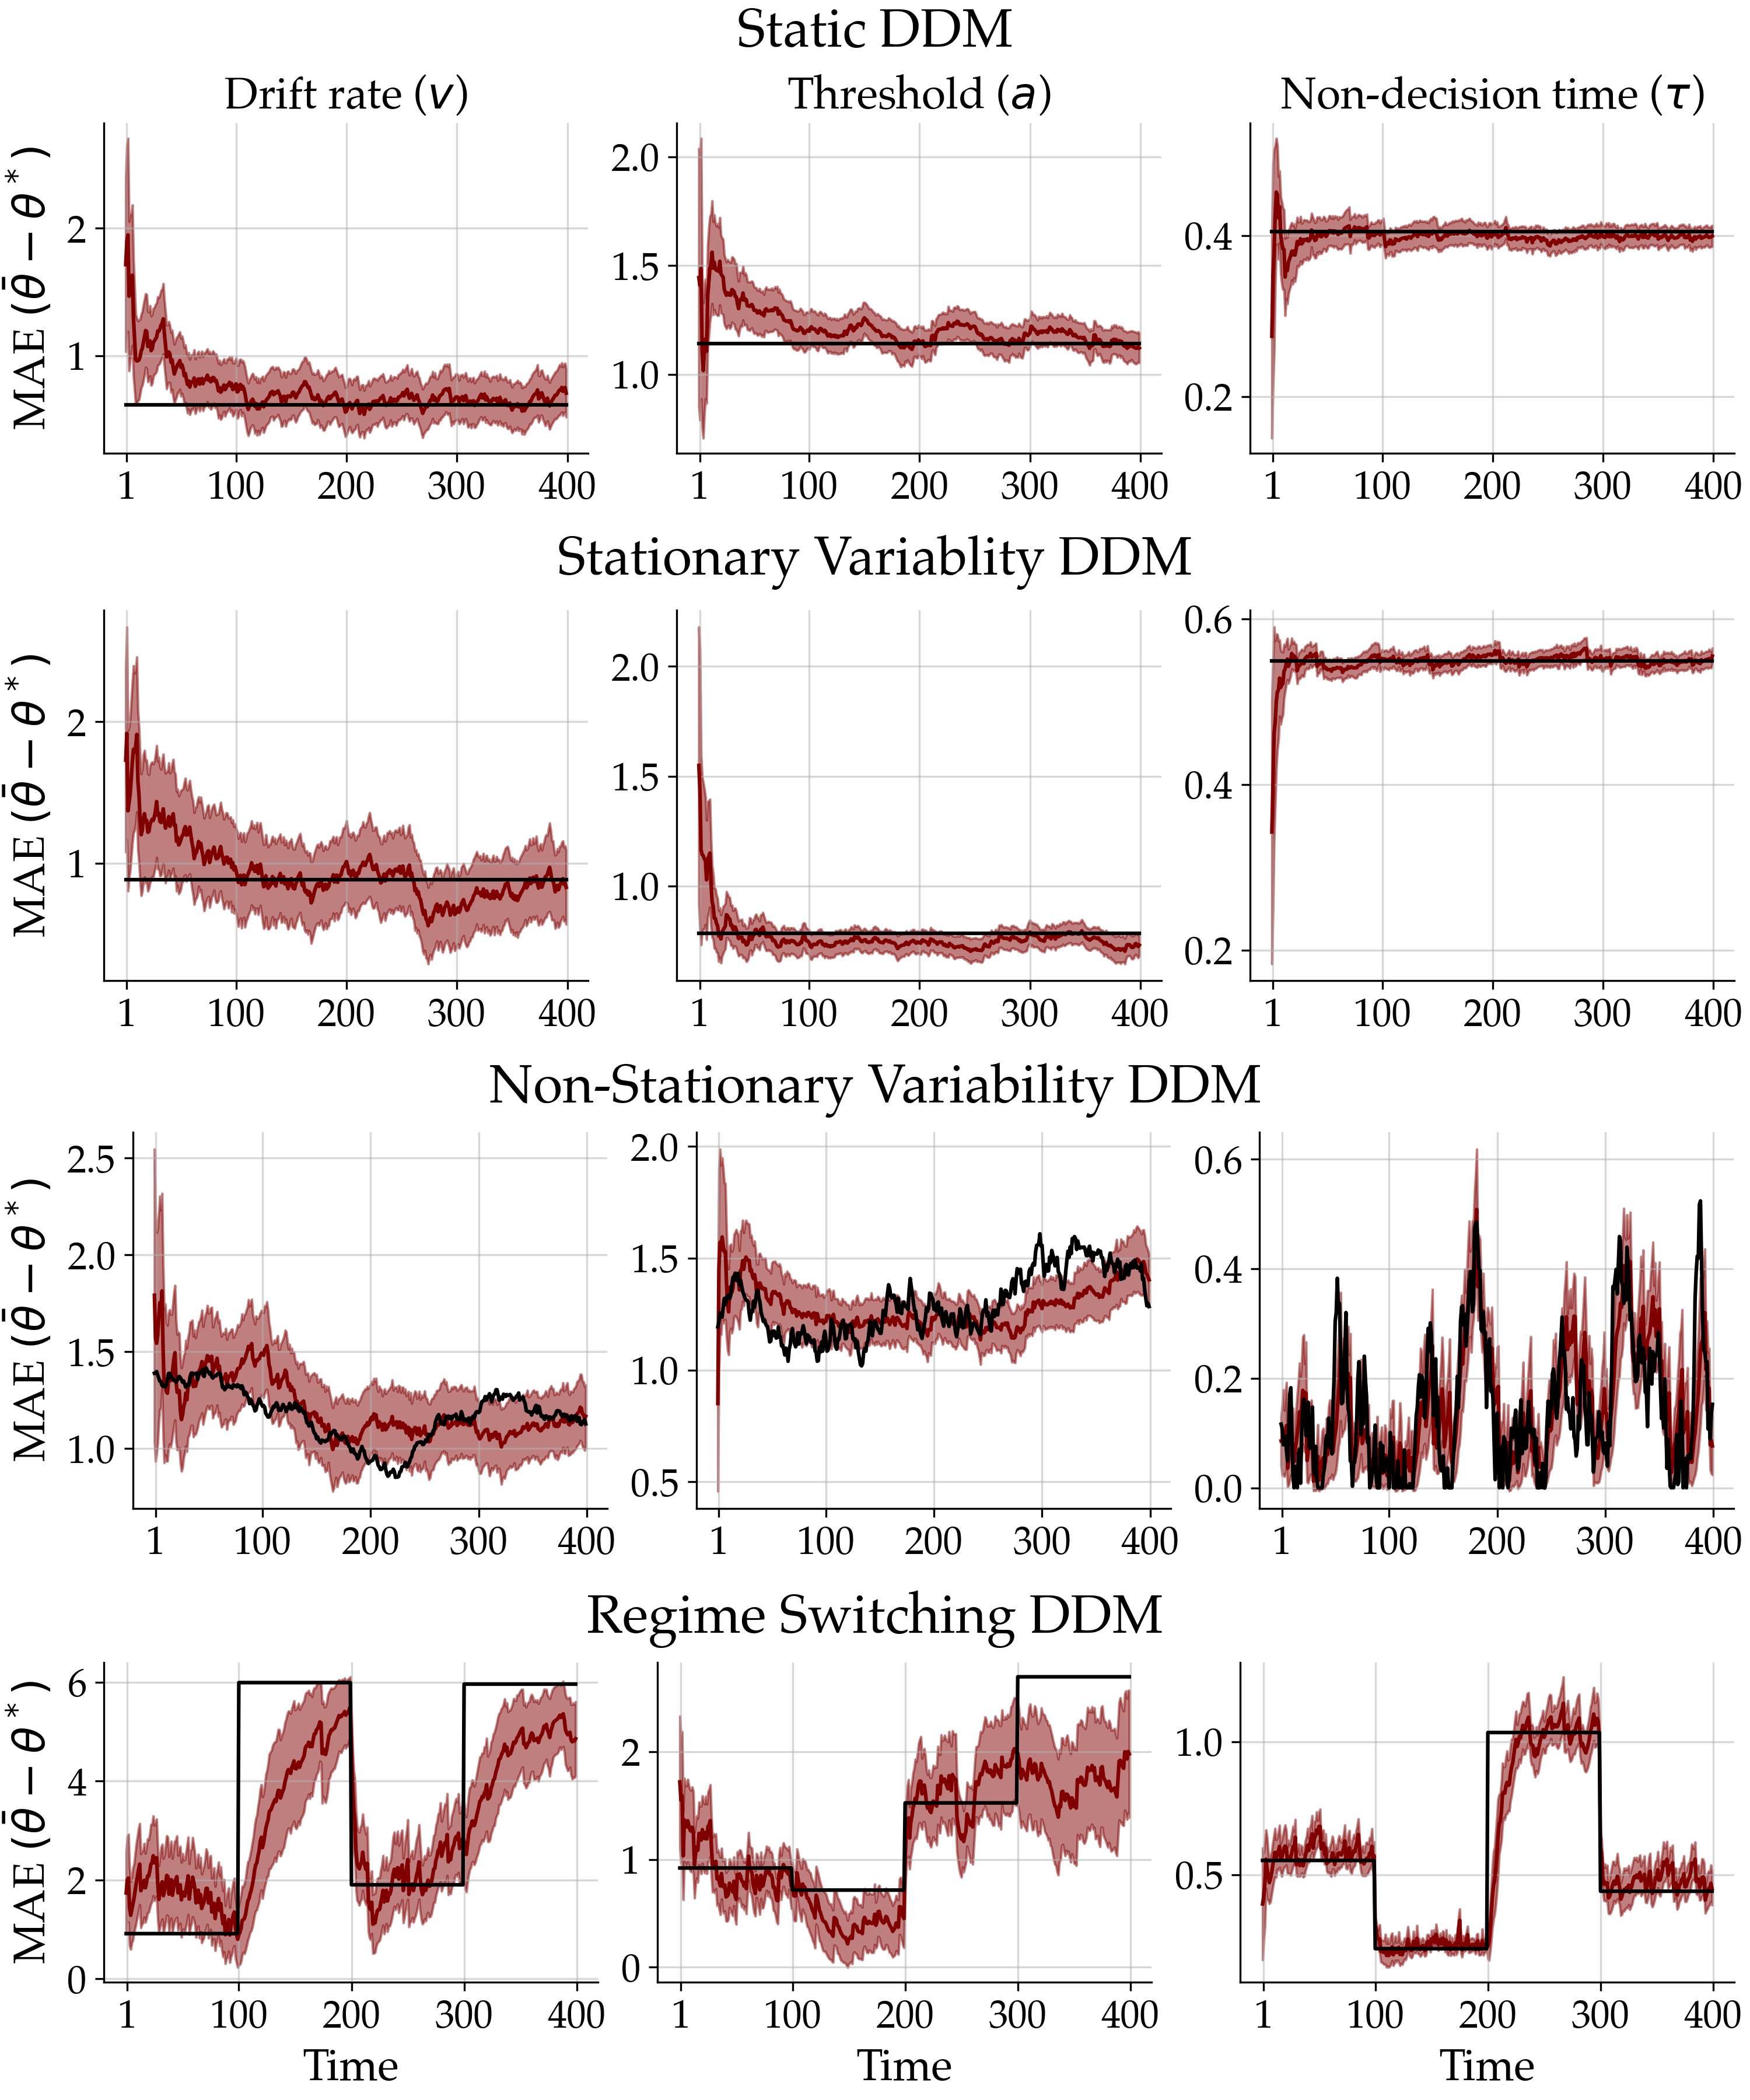 Static DDM
Drift rate (v)
Threshold (a)
Non-decision time (τ)
MAE (θ̄ − θ*)
2
1
1 100 200 300 400
2.0
1.5
1.0
1 100 200 300 400
0.4
0.2
1 100 200 300 400
Stationary Variablity DDM
MAE (θ̄ − θ*)
2
1
1 100 200 300 400
2.0
1.5
1.0
1 100 200 300 400
0.6
0.4
0.2
1 100 200 300 400
Non-Stationary Variability DDM
MAE (θ̄ − θ*)
2.5
2.0
1.5
1.0
1 100 200 300 400
2.0
1.5
1.0
0.5
1 100 200 300 400
0.6
0.4
0.2
0.0
1 100 200 300 400
Regime Switching DDM
MAE (θ̄ − θ*)
6
4
2
0
1 100 200 300 400
Time
2
1
0
1 100 200 300 400
Time
1.0
0.5
1 100 200 300 400
Time